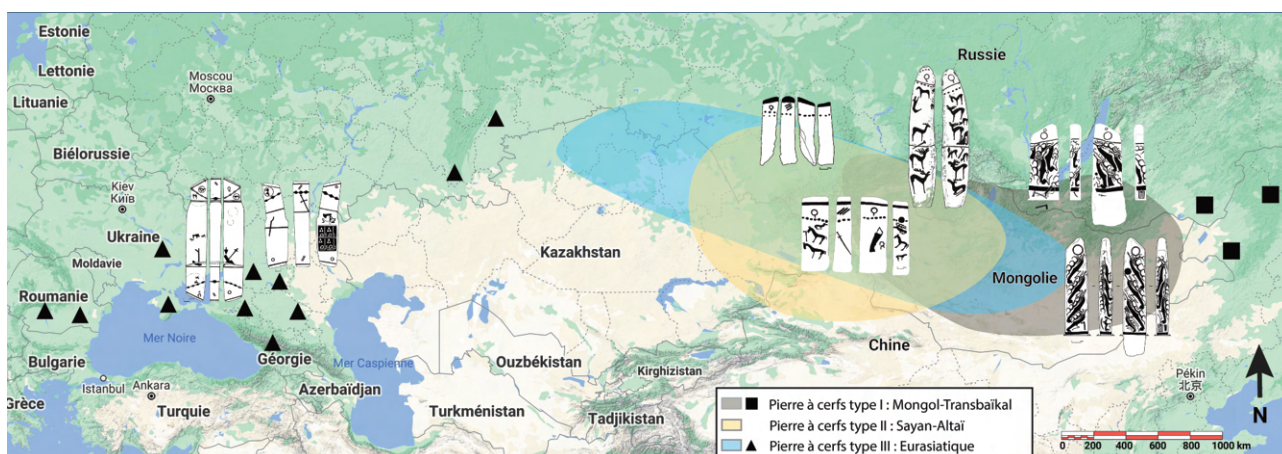 Estonie
Lettonie
Lituanie
Moscou
Москва
Biélorussie
Kiev
Київ
Ukraine
Moldavie
Roumanie
Bulgarie
Mer Noire
Istanbul
Grèce
Ankara
Turquie
Géorgie
Azerbaïdjan
Mer Caspienne
Kazakhstan
Ouzbékistan
Turkménistan
Kirghizistan
Tadjikistan
Russie
Mongolie
Chine
Pékin
北京
Pierre à cerfs type I : Mongol-Transbaïkal
Pierre à cerfs type II : Sayan-Altaï
Pierre à cerfs type III : Eurasiatique
N
0 200 400 600 800 1000 km